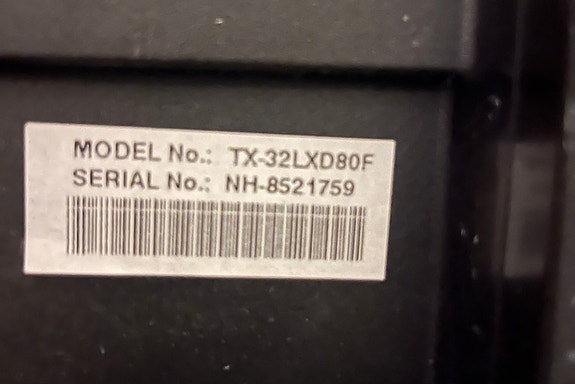 MODEL No.: TX-32LXD80F
SERIAL No.: NH-8521759